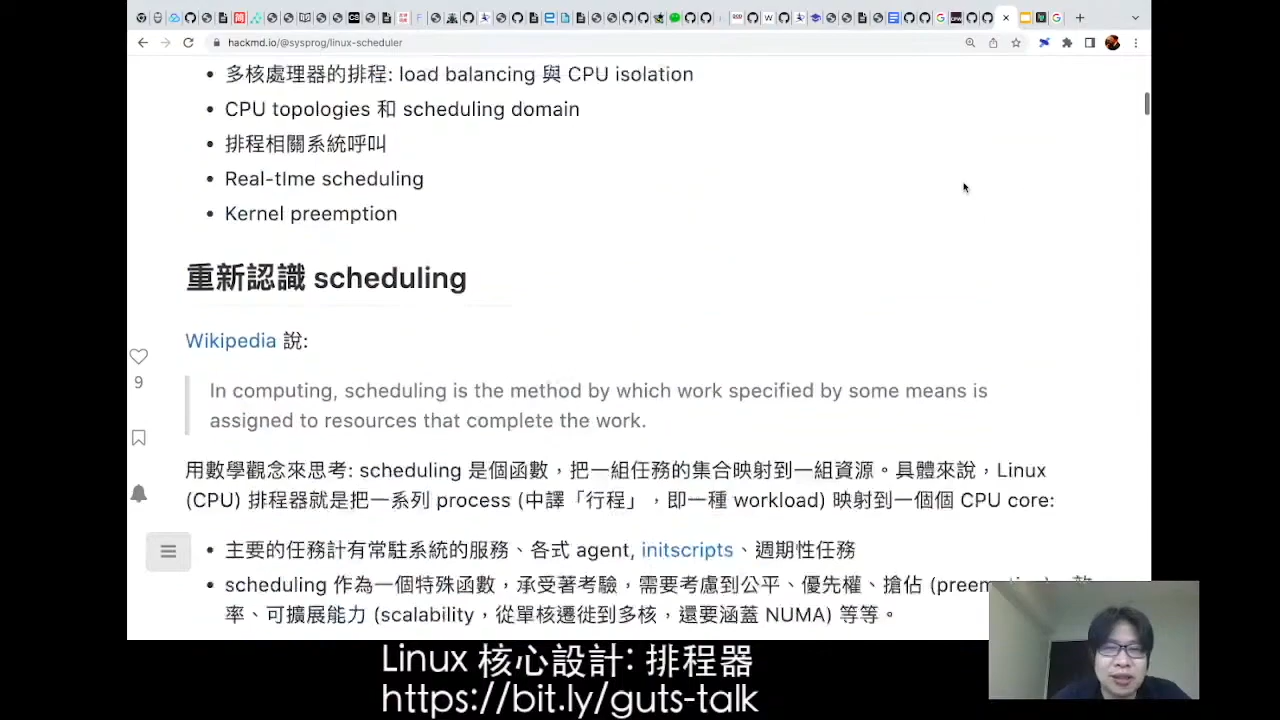 hackmd.io/@sysprog/linux-scheduler
多核處理器的排程: load balancing 與 CPU isolation
CPU topologies 和 scheduling domain
排程相關系統呼叫
Real-tIme scheduling
Kernel preemption
重新認識 scheduling
Wikipedia 說:
In computing, scheduling is the method by which work specified by some means is
assigned to resources that complete the work.
9
用數學觀念來思考: scheduling 是個函數，把一組任務的集合映射到一組資源。具體來說，Linux
(CPU) 排程器就是把一系列 process (中譯「行程」，即一種 workload) 映射到一個個 CPU core:
主要的任務計有常駐系統的服務、各式 agent, initscripts、週期性任務
scheduling 作為一個特殊函數，承受著考驗，需要考慮到公平、優先權、搶佔
率、可擴展能力 (scalability，從單核遷徙到多核，還要涵蓋 NUMA) 等等。
Linux 核心設計: 排程器
https://bit.ly/guts-talk